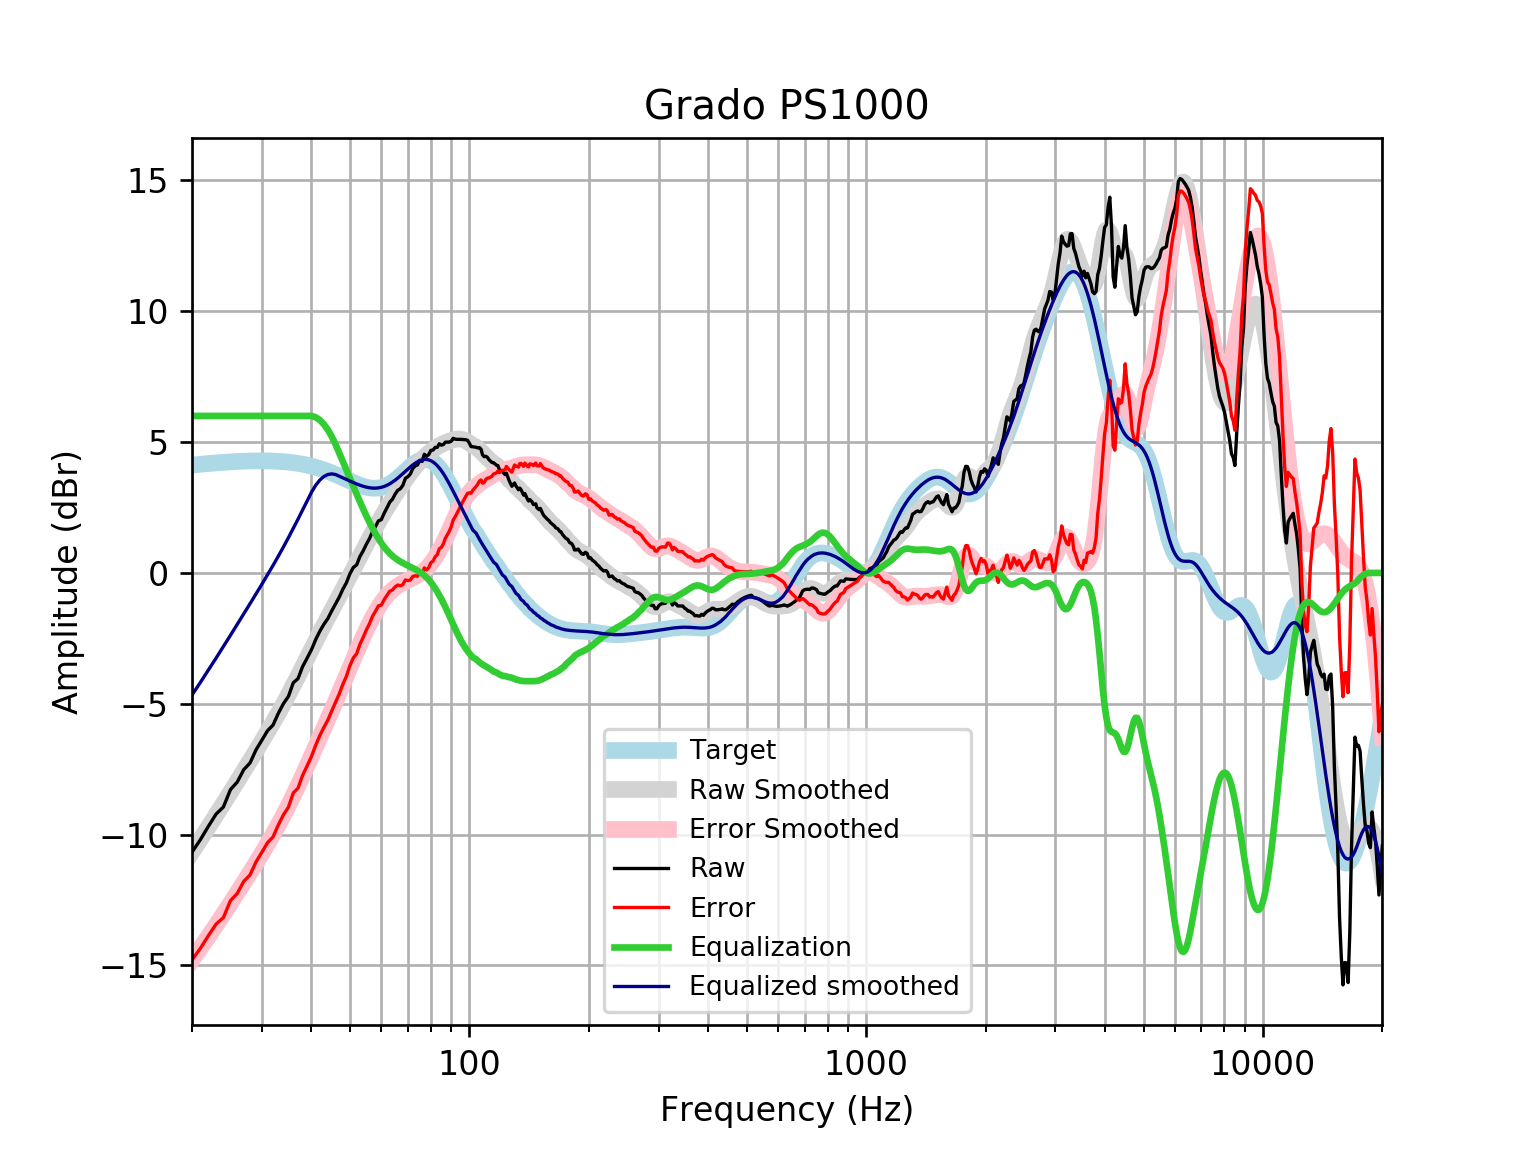 Grado PS1000
Amplitude (dBr)
15
10
5
0
−5
−10
−15
Target
Raw Smoothed
Error Smoothed
Raw
Error
Equalization
Equalized smoothed
100
1000
10000
Frequency (Hz)